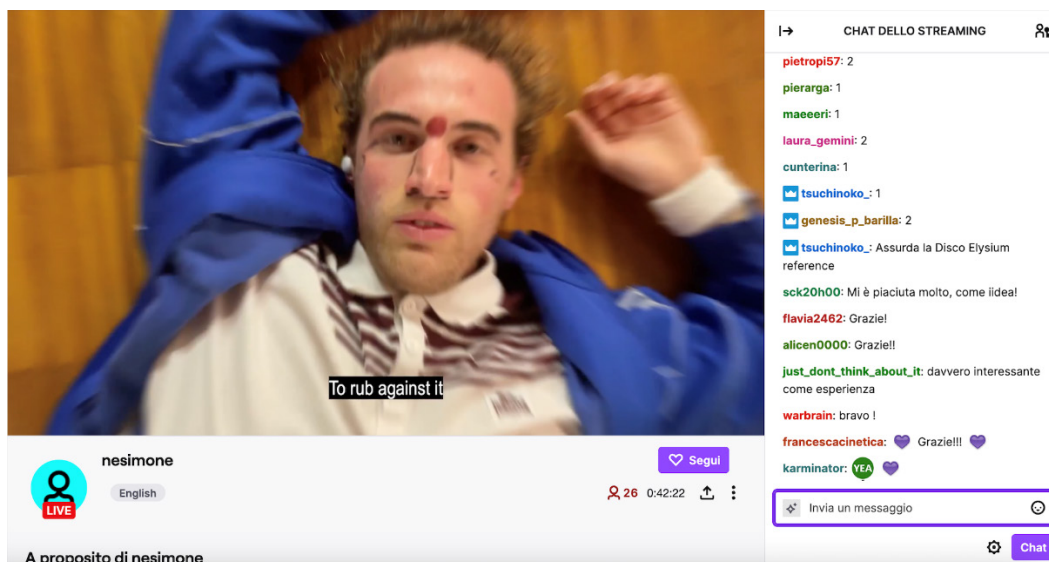 CHAT DELLO STREAMING
pietropi57: 2
pierarga: 1
maeeeri: 1
laura_gemini: 2
cunterina: 1
tsuchinoko_: 1
genesis_p_barilla: 2
tsuchinoko_: Assurda la Disco Elysium
reference
sck20h00: Mi è piaciuta molto, come iidea!
flavia2462: Grazie!
alicen0000: Grazie!!
just_dont_think_about_it: davvero interessante
come esperienza
warbrain: bravo !
francescacinetica: 💜 Grazie!!! 💜
karminator: YEA 💜
Invia un messaggio
Chat
To rub against it
nesimone
Segui
English
26 0:42:22
LIVE
A proposito di nesimone